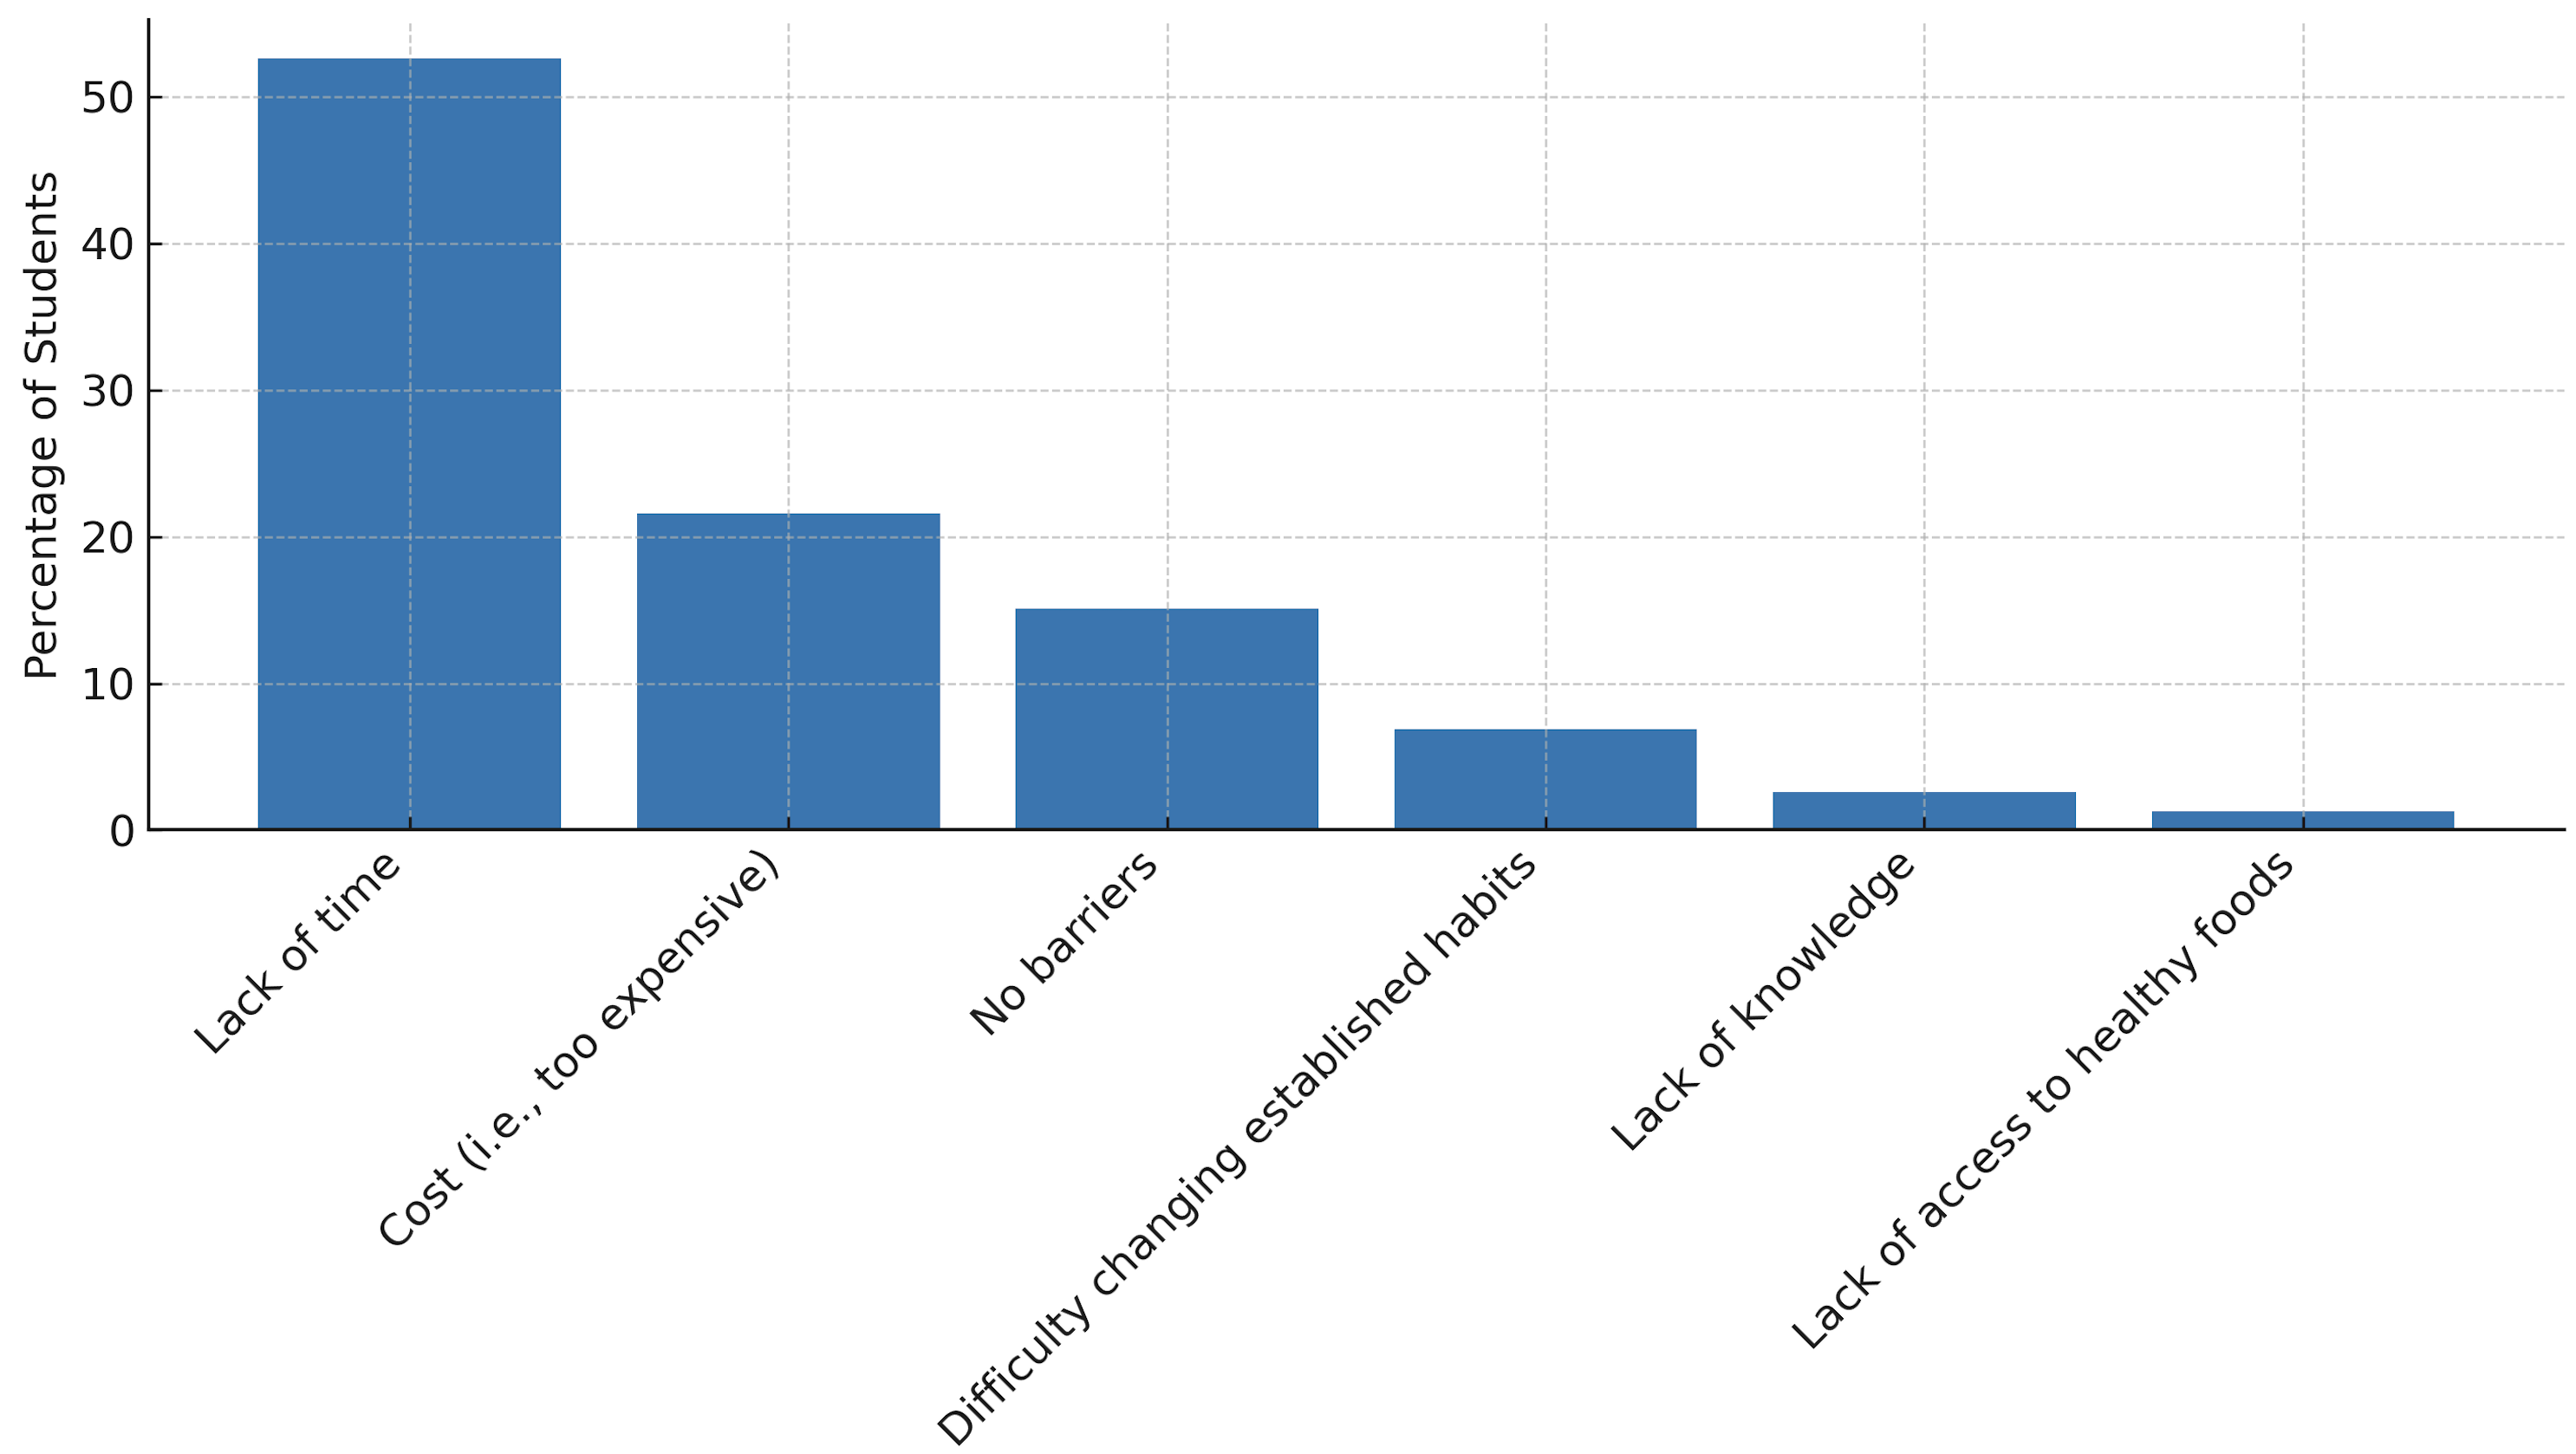 Percentage of Students
50
40
30
20
10
0
Lack of time
Cost (i.e., too expensive)
No barriers
Difficulty changing established habits
Lack of knowledge
Lack of access to healthy foods